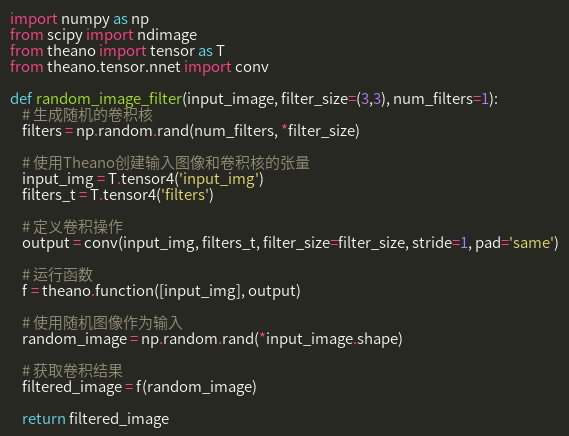 import numpy as np
from scipy import ndimage
from theano import tensor as T
from theano.tensor.nnet import conv

def random_image_filter(input_image, filter_size=(3,3), num_filters=1):
    # 生成随机的卷积核
    filters = np.random.rand(num_filters, *filter_size)

    # 使用Theano创建输入图像和卷积核的张量
    input_img = T.tensor4('input_img')
    filters_t = T.tensor4('filters')

    # 定义卷积操作
    output = conv(input_img, filters_t, filter_size=filter_size, stride=1, pad='same')

    # 运行函数
    f = theano.function([input_img], output)

    # 使用随机图像作为输入
    random_image = np.random.rand(*input_image.shape)

    # 获取卷积结果
    filtered_image = f(random_image)

    return filtered_image